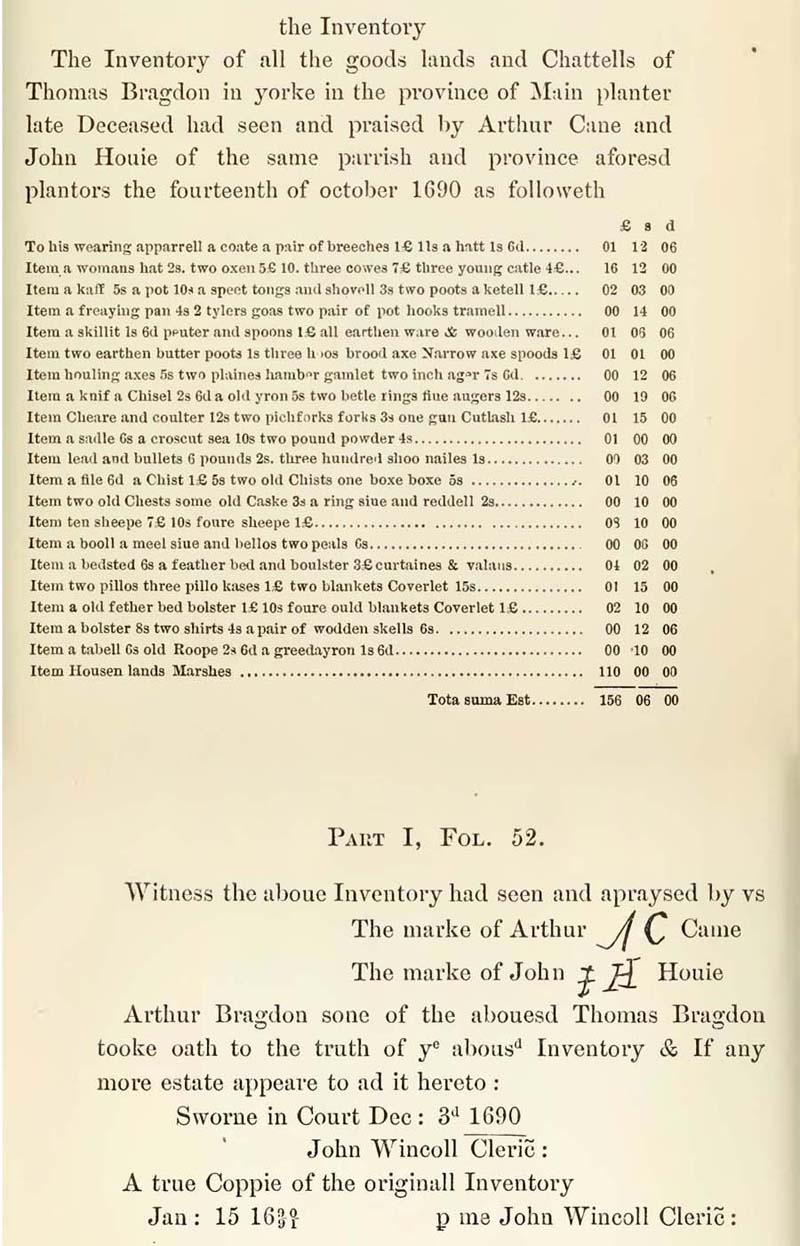 the Inventory
The Inventory of all the goods lands and Chattells of
Thomas Bragdon in yorke in the province of Main planter
late Deceased had seen and praised by Arthur Cane and
John Houie of the same parrish and province aforesd
plantors the fourteenth of october 1690 as followeth
£ s d
To his wearing apparrell a coate a pair of breeches 1£ 11s a hatt 1s 6d........ 01 12 06
Item a womans hat 2s. two oxen 5£ 10. three cowes 7£ three young catle 4£... 16 12 00
Item a kaff 5s a pot 10s a spect tongs and shovell 3s two poots a ketell 1£..... 02 03 00
Item a freaying pan 4s 2 tylers goas two pair of pot hooks tramell........... 00 14 00
Item a skillit 1s 6d peuter and spoons 1£ all earthen ware & wooden ware... 01 06 06
Item two earthen butter poots 1s three hoos brood axe Narrow axe spoods 1£ 01 01 00
Item houling axes 5s two plaines hamber gamlet two inch ager 7s 6d. ........ 00 12 06
Item a knif a Chisel 2s 6d a old yron 5s two betle rings fiue augers 12s...... .. 00 19 06
Item Cheare and coulter 12s two pichforks forks 3s one gun Cutlash 1£....... 01 15 00
Item a sadle 6s a croscut sea 10s two pound powder 4s............................ 01 00 00
Item lead and bullets 6 pounds 2s. three hundred shoo nailes 1s................ 00 03 00
Item a file 6d a Chist 1£ 5s two old Chists one boxe boxe 5s .................. 01 10 06
Item two old Chests some old Caske 3s a ring siue and reddell 2s.............. 00 10 00
Item ten sheepe 7£ 10s foure sheepe 1£............................................. 08 10 00
Item a booll a meel siue and bellos two peals 6s................................... 00 06 00
Item a bedsted 6s a feather bed and boulster 3£ curtaines & valans.......... 04 02 00
Item two pillos three pillo kases 1£ two blankets Coverlet 15s................ 01 15 00
Item a old fether bed bolster 1£ 10s foure ould blankets Coverlet 1£ ......... 02 10 00
Item a bolster 8s two shirts 4s a pair of wodden skells 6s. ..................... 00 12 06
Item a tabell 6s old Roope 2s 6d a greedayron 1s 6d............................... 00 10 00
Item Housen lands Marshes ......................................................... 110 00 00
Tota suma Est........ 156 06 00
Part I, Fol. 52.
Witness the aboue Inventory had seen and apraysed by vs
The marke of Arthur A C Came
The marke of John I H Houie
Arthur Bragdon sone of the abouesd Thomas Bragdon
tooke oath to the truth of yᵉ abousᵈ Inventory & If any
more estate appeare to ad it hereto :
Sworne in Court Dec : 3ᵈ 1690
John Wincoll Cleric̄ :
A true Coppie of the originall Inventory
Jan : 15 169 0/1 p me John Wincoll Cleric̄ :